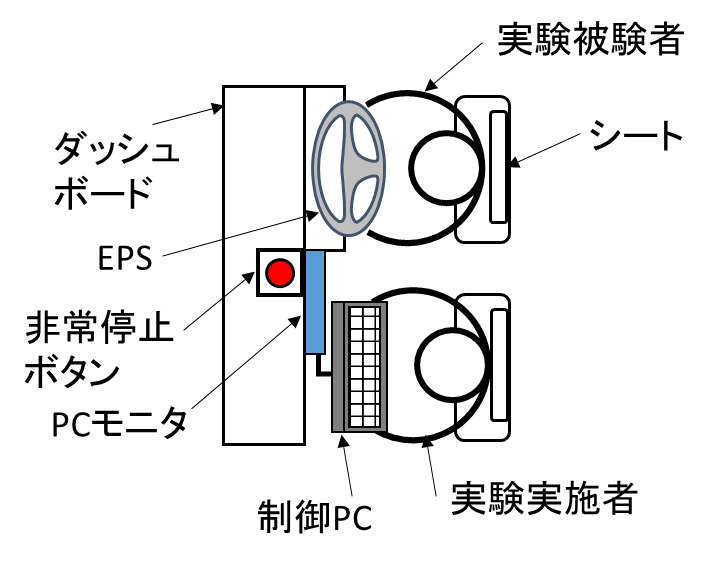 実験被験者
シート
ダッシュ
ボード
EPS
非常停止
ボタン
PCモニタ
制御PC
実験実施者